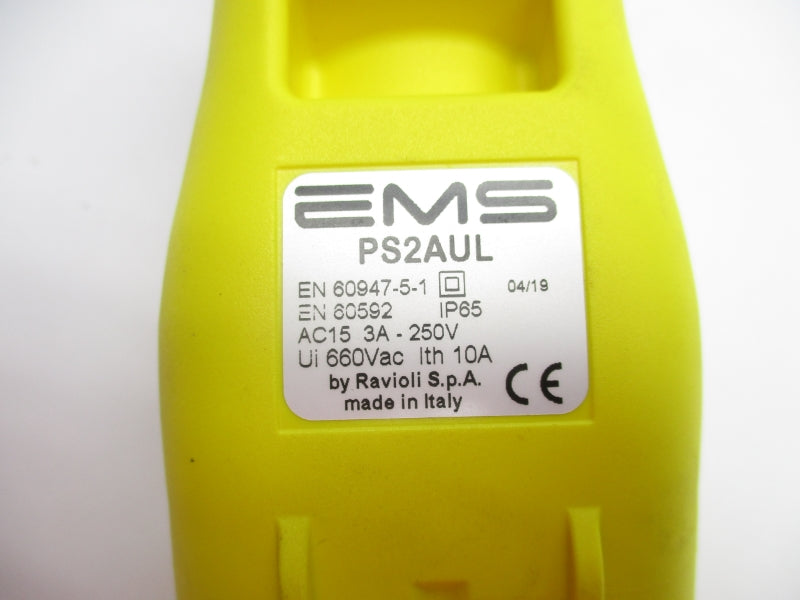 EMS
PS2AUL
EN 60947-5-1 04/19
EN 60592 IP65
AC15 3A - 250V
Ui 660Vac Ith 10A
by Ravioli S.p.A.
made in Italy CE